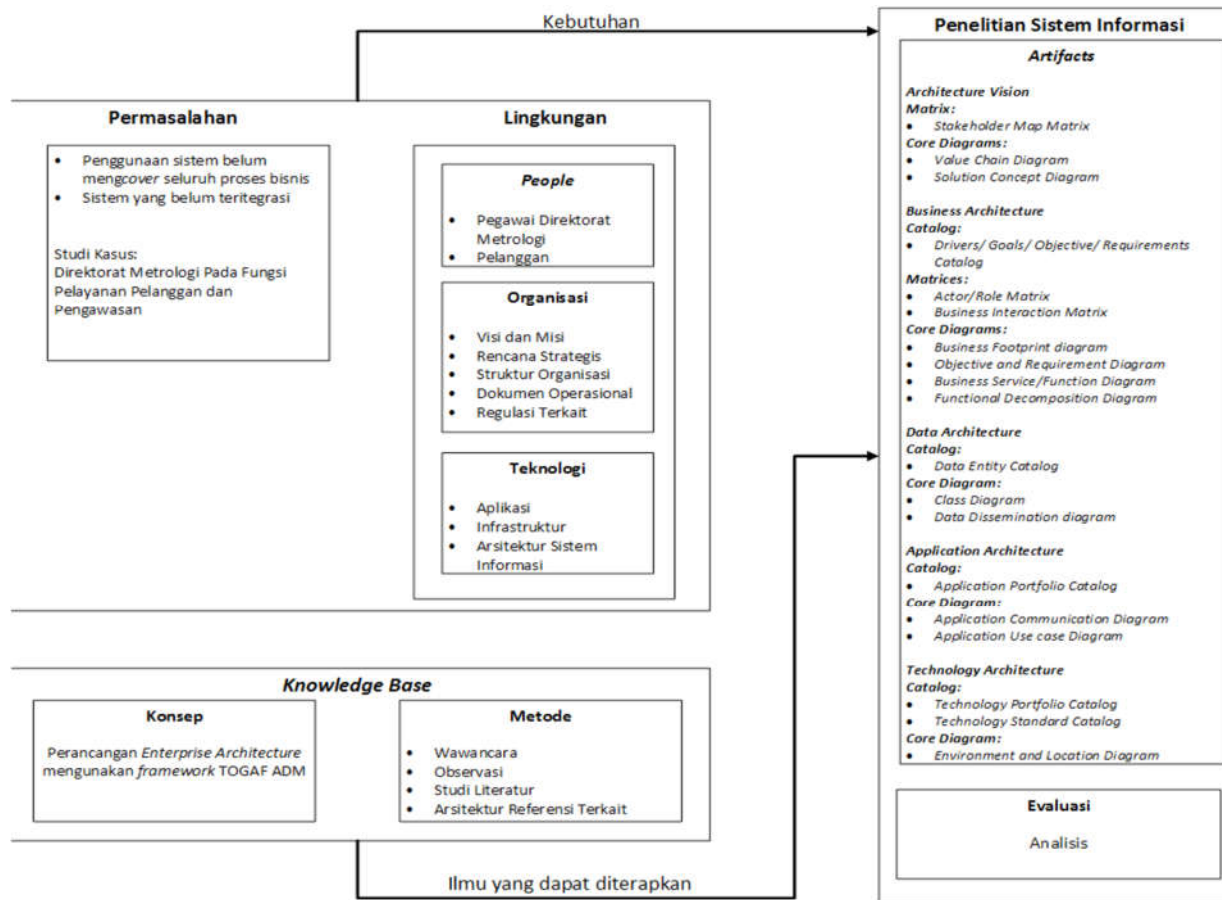 Kebutuhan
Permasalahan
• Penggunaan sistem belum
mengcover seluruh proses bisnis
• Sistem yang belum teritegrasi
Studi Kasus:
Direktorat Metrologi Pada Fungsi
Pelayanan Pelanggan dan
Pengawasan
Lingkungan
People
• Pegawai Direktorat
Metrologi
• Pelanggan
Organisasi
• Visi dan Misi
• Rencana Strategis
• Struktur Organisasi
• Dokumen Operasional
• Regulasi Terkait
Teknologi
• Aplikasi
• Infrastruktur
• Arsitektur Sistem
Informasi
Knowledge Base
Konsep
Perancangan Enterprise Architecture
mengunakan framework TOGAF ADM
Metode
• Wawancara
• Observasi
• Studi Literatur
• Arsitektur Referensi Terkait
Ilmu yang dapat diterapkan
Penelitian Sistem Informasi
Artifacts
Architecture Vision
Matrix:
• Stakeholder Map Matrix
Core Diagrams:
• Value Chain Diagram
• Solution Concept Diagram
Business Architecture
Catalog:
• Drivers/ Goals/ Objective/ Requirements
Catalog
Matrices:
• Actor/Role Matrix
• Business Interaction Matrix
Core Diagrams:
• Business Footprint diagram
• Objective and Requirement Diagram
• Business Service/Function Diagram
• Functional Decomposition Diagram
Data Architecture
Catalog:
• Data Entity Catalog
Core Diagram:
• Class Diagram
• Data Dissemination diagram
Application Architecture
Catalog:
• Application Portfolio Catalog
Core Diagram:
• Application Communication Diagram
• Application Use case Diagram
Technology Architecture
Catalog:
• Technology Portfolio Catalog
• Technology Standard Catalog
Core Diagram:
• Environment and Location Diagram
Evaluasi
Analisis